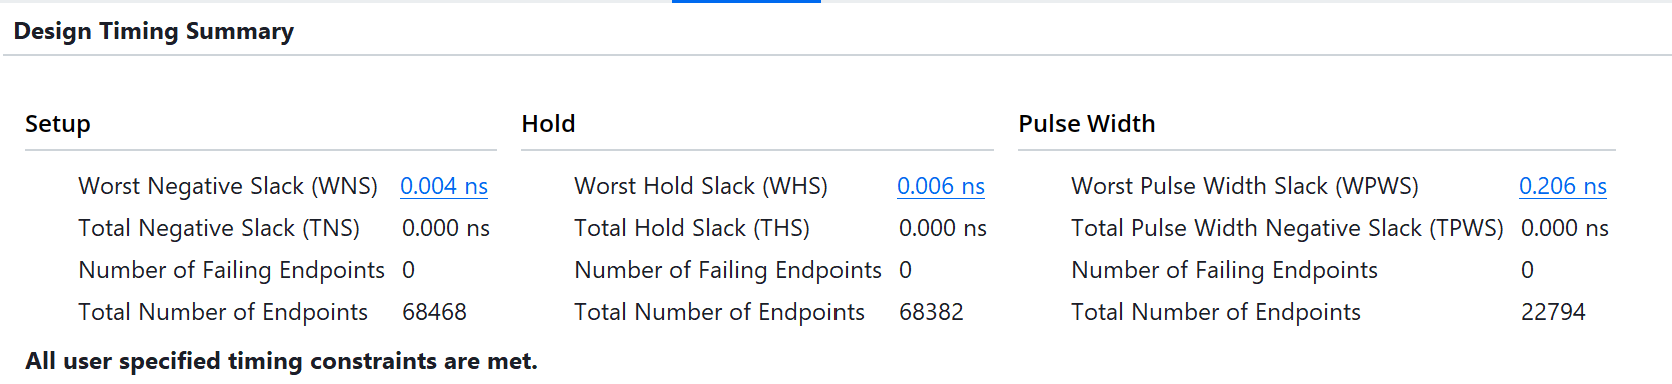 Design Timing Summary
Setup
Worst Negative Slack (WNS) 0.004 ns
Total Negative Slack (TNS) 0.000 ns
Number of Failing Endpoints 0
Total Number of Endpoints 68468
Hold
Worst Hold Slack (WHS) 0.006 ns
Total Hold Slack (THS) 0.000 ns
Number of Failing Endpoints 0
Total Number of Endpoints 68382
Pulse Width
Worst Pulse Width Slack (WPWS) 0.206 ns
Total Pulse Width Negative Slack (TPWS) 0.000 ns
Number of Failing Endpoints 0
Total Number of Endpoints 22794
All user specified timing constraints are met.